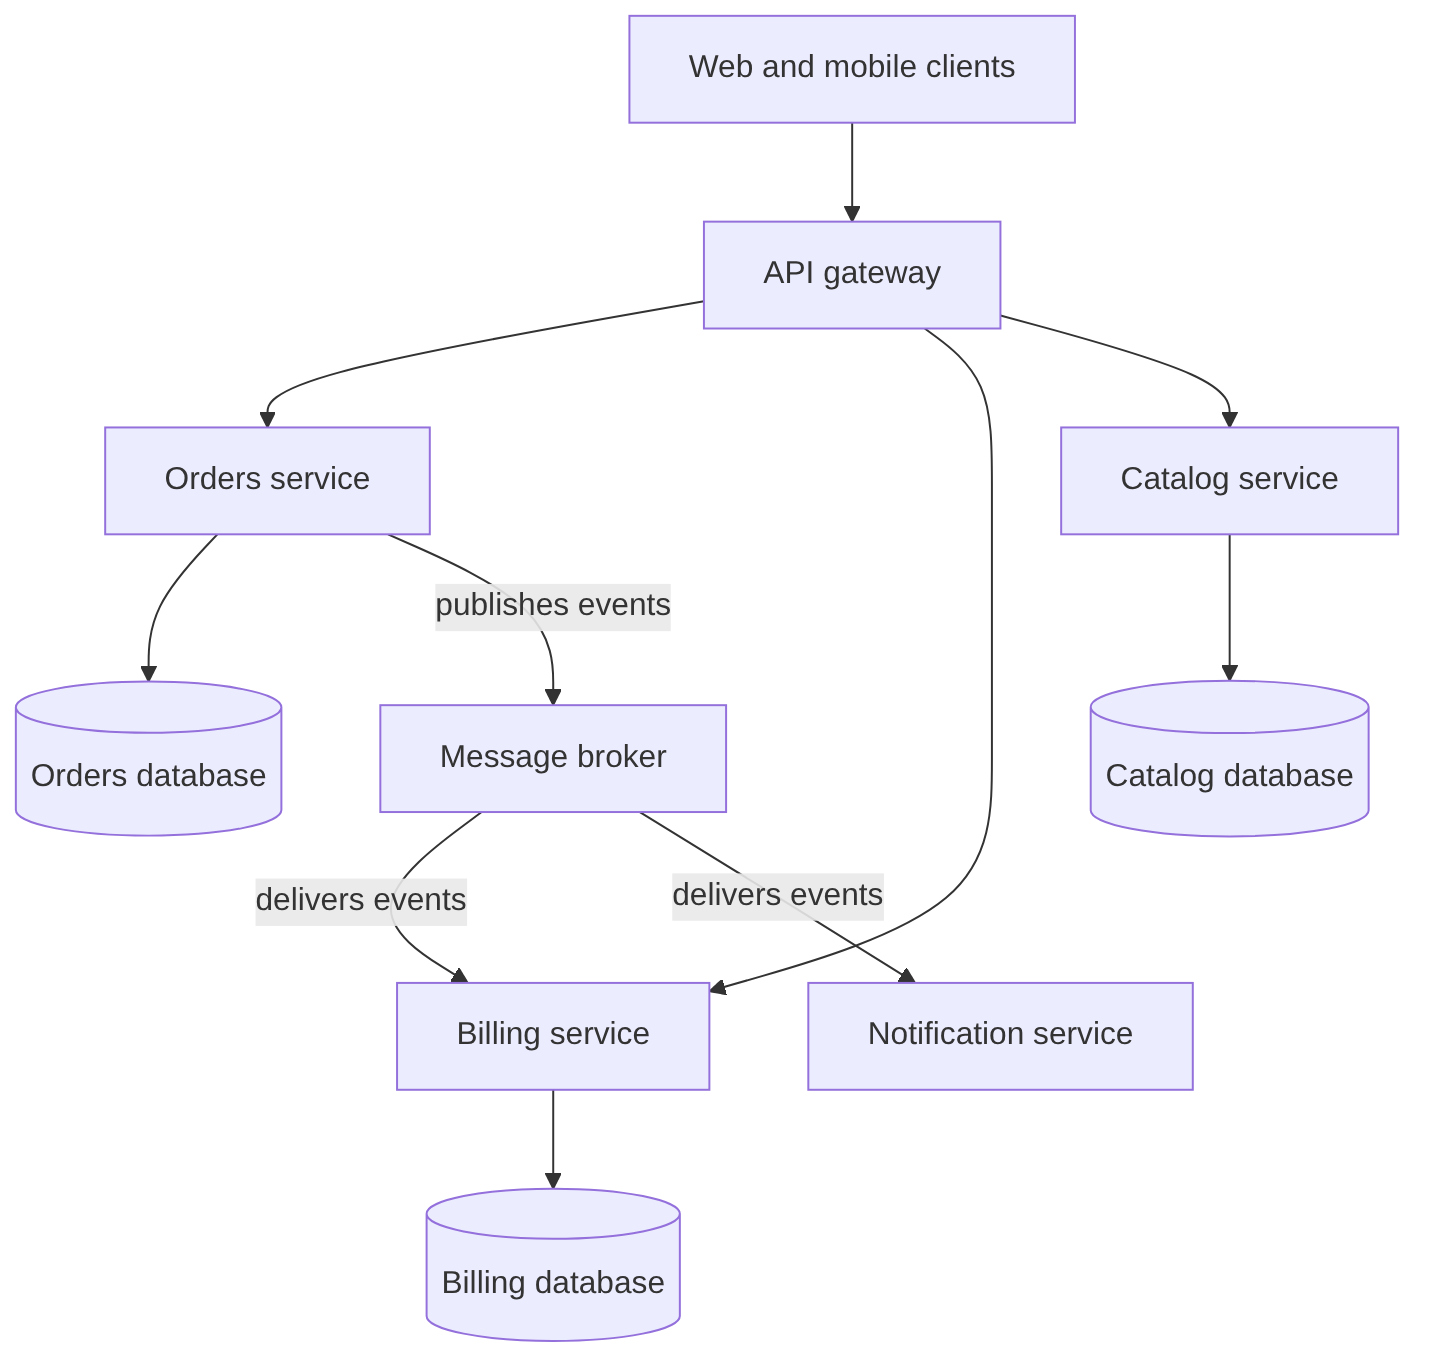 Web and mobile clients
API gateway
Orders service
Catalog service
publishes events
Orders database
Message broker
Catalog database
delivers events
delivers events
Billing service
Notification service
Billing database